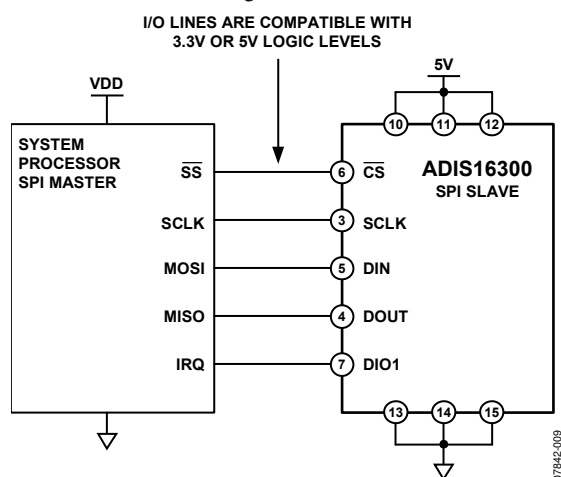 I/O LINES ARE COMPATIBLE WITH
3.3V OR 5V LOGIC LEVELS
VDD
5V
10 11 12
SYSTEM
PROCESSOR
SPI MASTER
ADIS16300
SPI SLAVE
SS 6 CS
SCLK 3 SCLK
MOSI 5 DIN
MISO 4 DOUT
IRQ 7 DIO1
13 14 15
07842-009